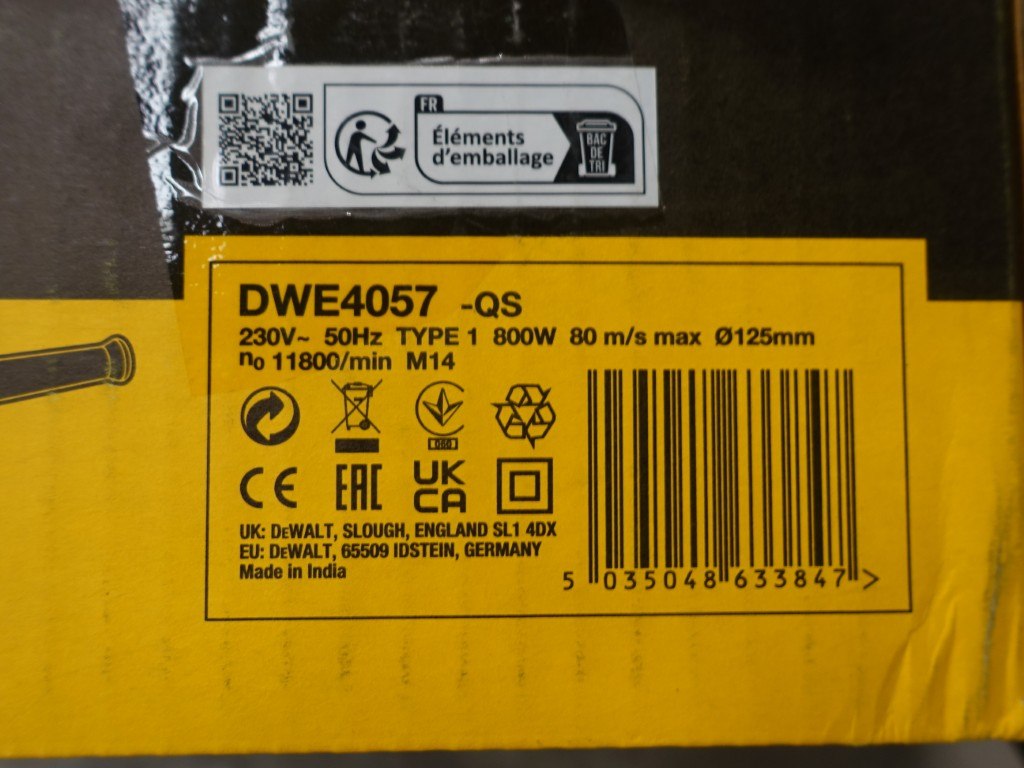 FR
Éléments
d'emballage
BAC
DE
TRI
DWE4057 -QS
230V~ 50Hz TYPE 1 800W 80 m/s max Ø125mm
n₀ 11800/min M14
CE EAC UK
CA
UK: DEWALT, SLOUGH, ENGLAND SL1 4DX
EU: DEWALT, 65509 IDSTEIN, GERMANY
Made in India
5 035048 633847 >